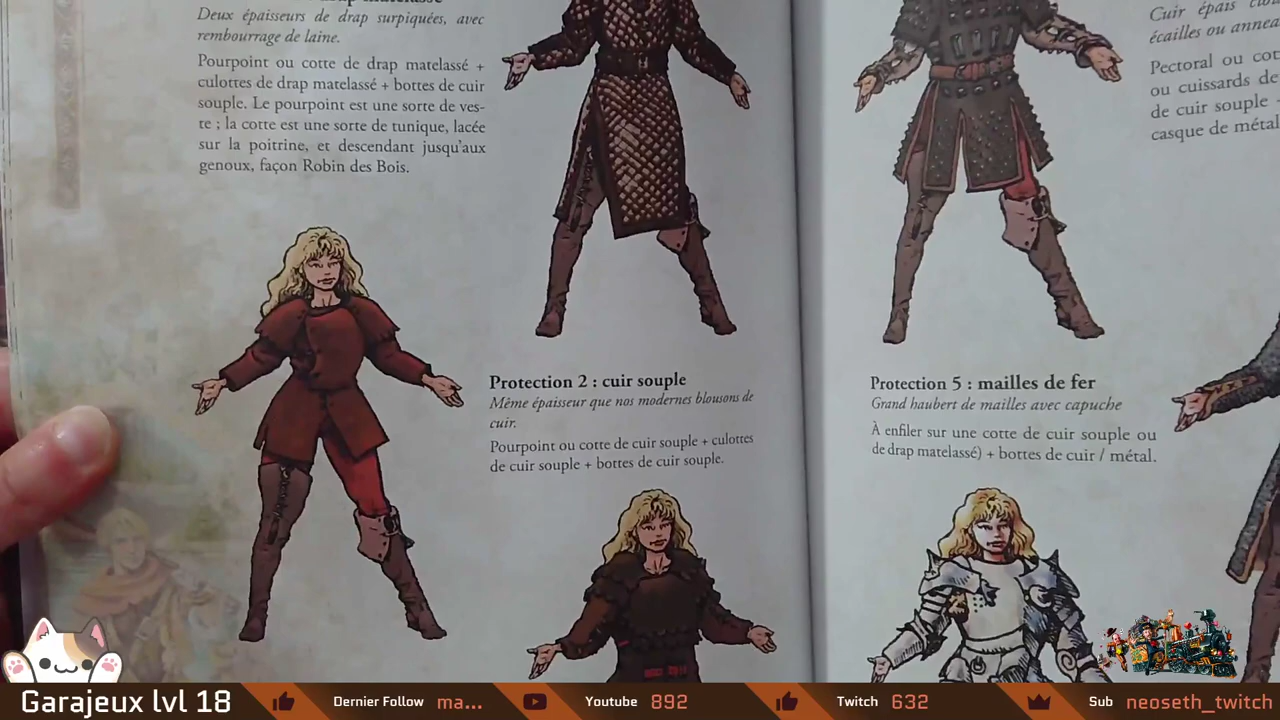 Deux épaisseurs de drap surpiquées, avec
rembourrage de laine.
Pourpoint ou cotte de drap matelassé +
culottes de drap matelassé + bottes de cuir
souple. Le pourpoint est une sorte de ves-
te ; la cotte est une sorte de tunique, lacée
sur la poitrine, et descendant jusqu'aux
genoux, façon Robin des Bois.
Protection 2 : cuir souple
Même épaisseur que nos modernes blousons de
cuir.
Pourpoint ou cotte de cuir souple + culottes
de cuir souple + bottes de cuir souple.
Cuir épais
écailles ou
Pectoral ou
ou cuissards de
de cuir souple
casque de métal
Protection 5 : mailles de fer
Grand haubert de mailles avec capuche
À enfiler sur une cotte de cuir souple ou
de drap matelassé) + bottes de cuir / métal.
Garajeux lvl 18
Dernier Follow ma...
Youtube 892
Twitch 632
Sub neoseth_twitch